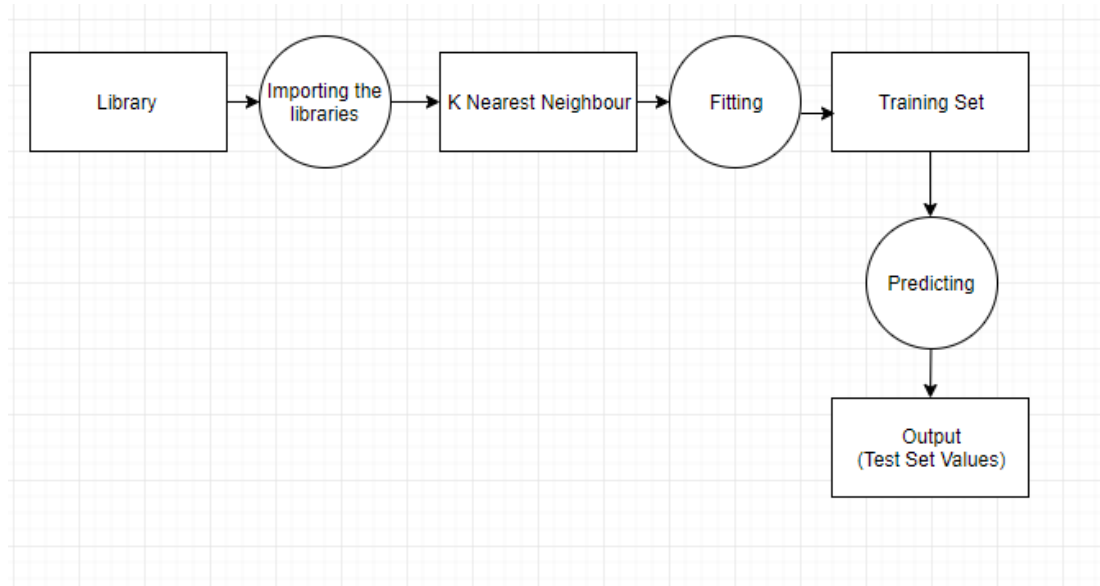 Library
Importing the
libraries
K Nearest Neighbour
Fitting
Training Set
Predicting
Output
(Test Set Values)